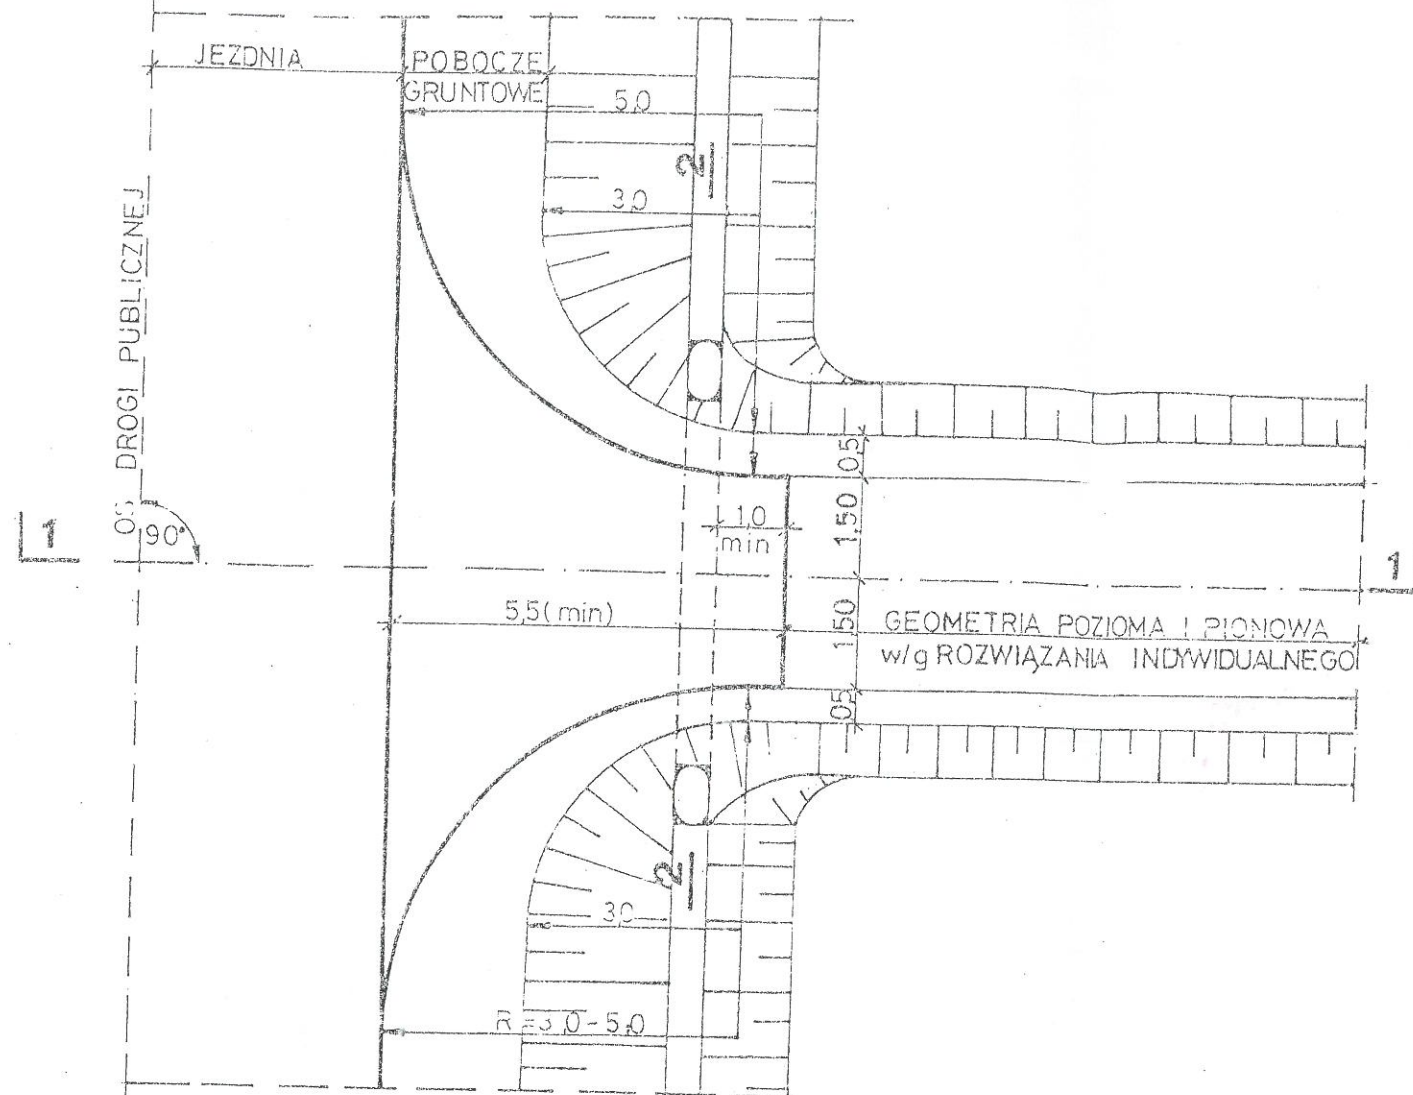 JEZDNIA
POBOCZE
GRUNTOWE
5,0
2
3,0
OŚ DROGI PUBLICZNEJ
0,5
1
90°
1,0
min
1.50
1
5,5(min)
1.50
GEOMETRIA POZIOMA I PIONOWA
w/g ROZWIĄZANIA INDYWIDUALNEGO
0,5
2
3,0
R=3,0-5,0